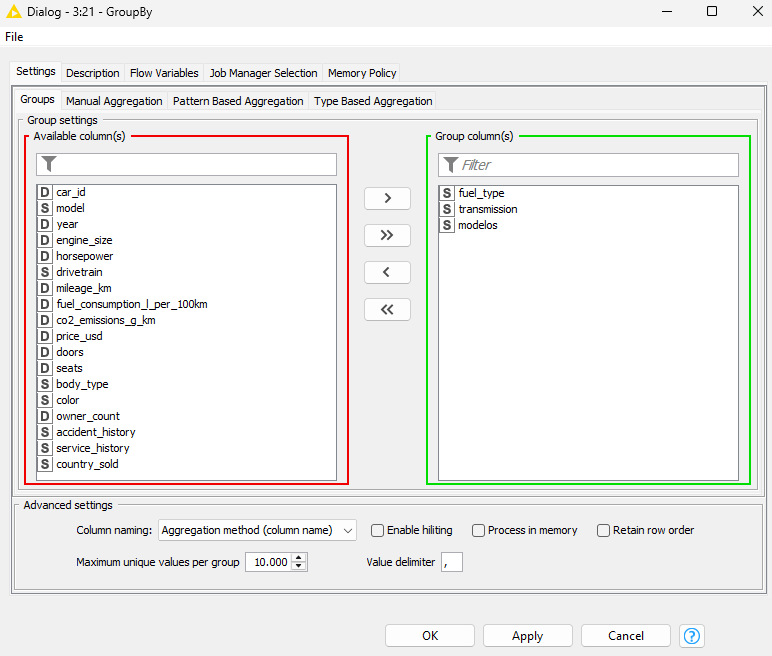 Dialog - 3:21 - GroupBy
File
Settings Description Flow Variables Job Manager Selection Memory Policy
Groups Manual Aggregation Pattern Based Aggregation Type Based Aggregation
Group settings
Available column(s)
D car_id
S model
D year
D engine_size
D horsepower
S drivetrain
D mileage_km
D fuel_consumption_l_per_100km
D co2_emissions_g_km
D price_usd
D doors
D seats
S body_type
S color
D owner_count
S accident_history
S service_history
S country_sold
>
>>
<
<<
Group column(s)
Filter
S fuel_type
S transmission
S modelos
Advanced settings
Column naming: Aggregation method (column name) Enable hiliting Process in memory Retain row order
Maximum unique values per group 10.000 Value delimiter ,
OK Apply Cancel ?